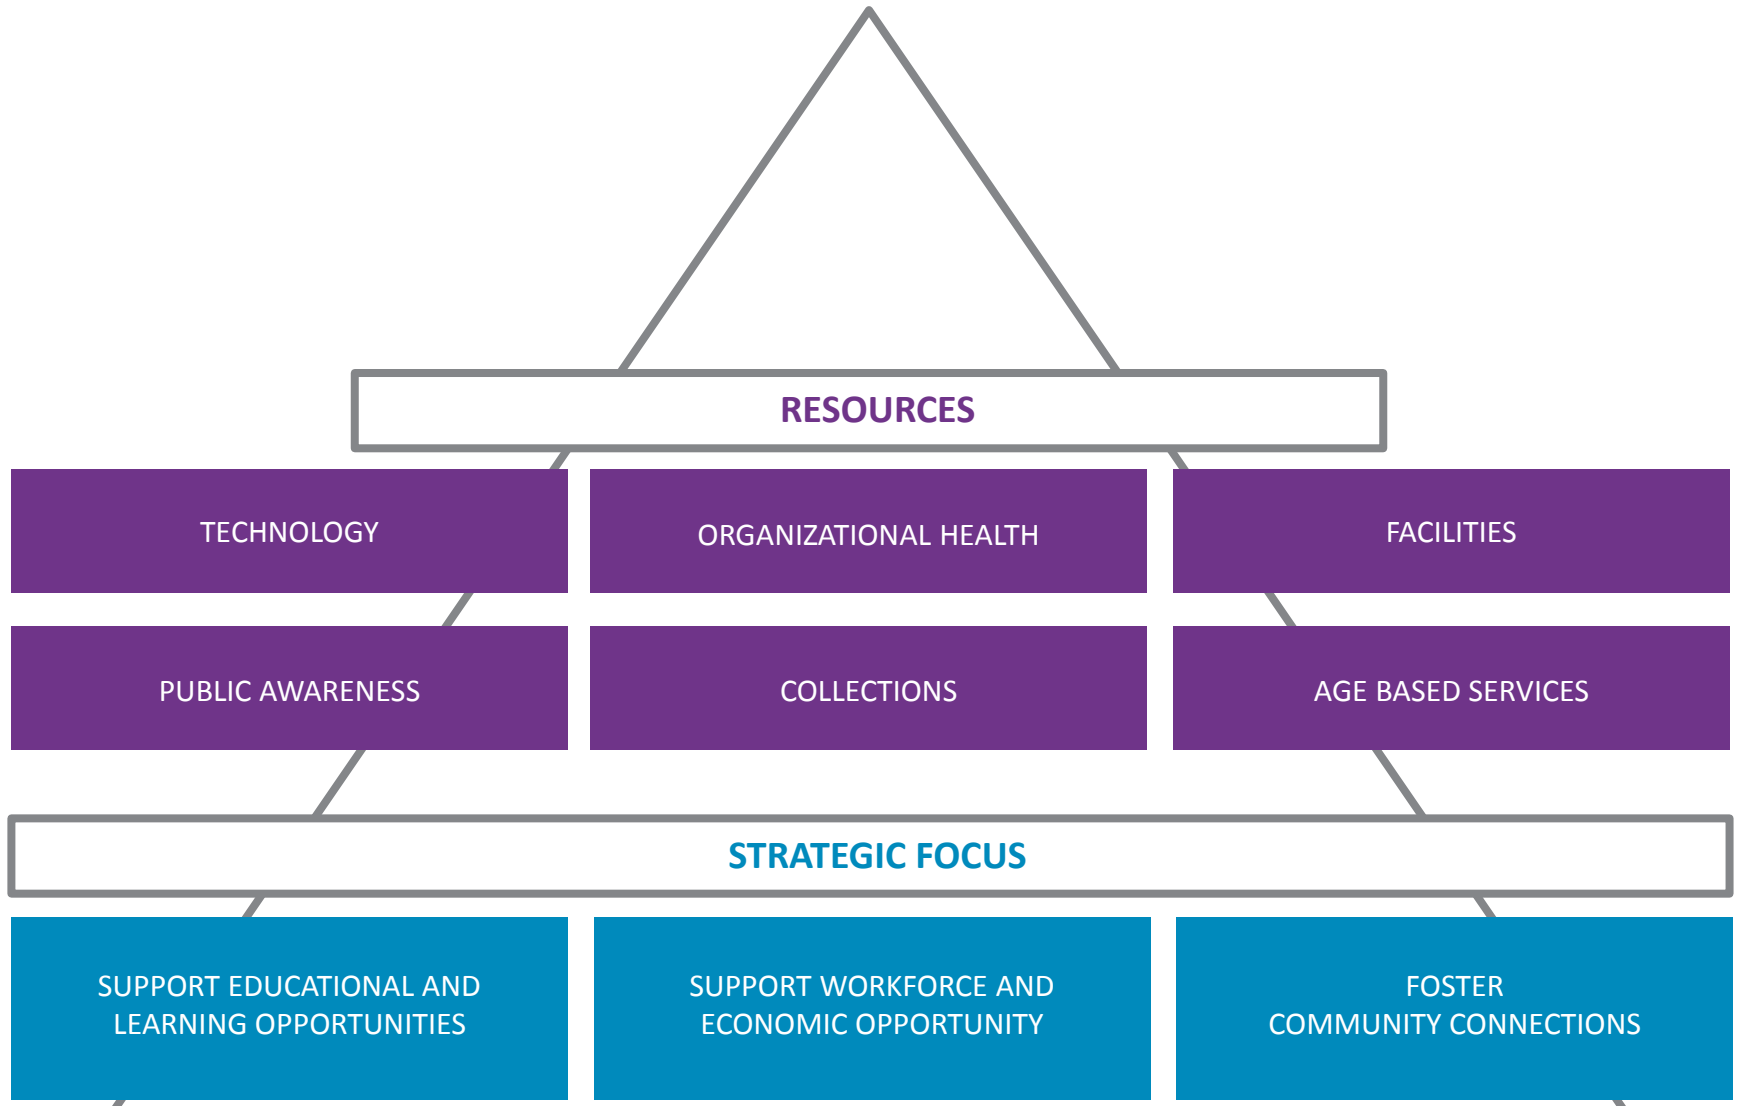 RESOURCES
TECHNOLOGY
ORGANIZATIONAL HEALTH
FACILITIES
PUBLIC AWARENESS
COLLECTIONS
AGE BASED SERVICES
STRATEGIC FOCUS
SUPPORT EDUCATIONAL AND
LEARNING OPPORTUNITIES
SUPPORT WORKFORCE AND
ECONOMIC OPPORTUNITY
FOSTER
COMMUNITY CONNECTIONS